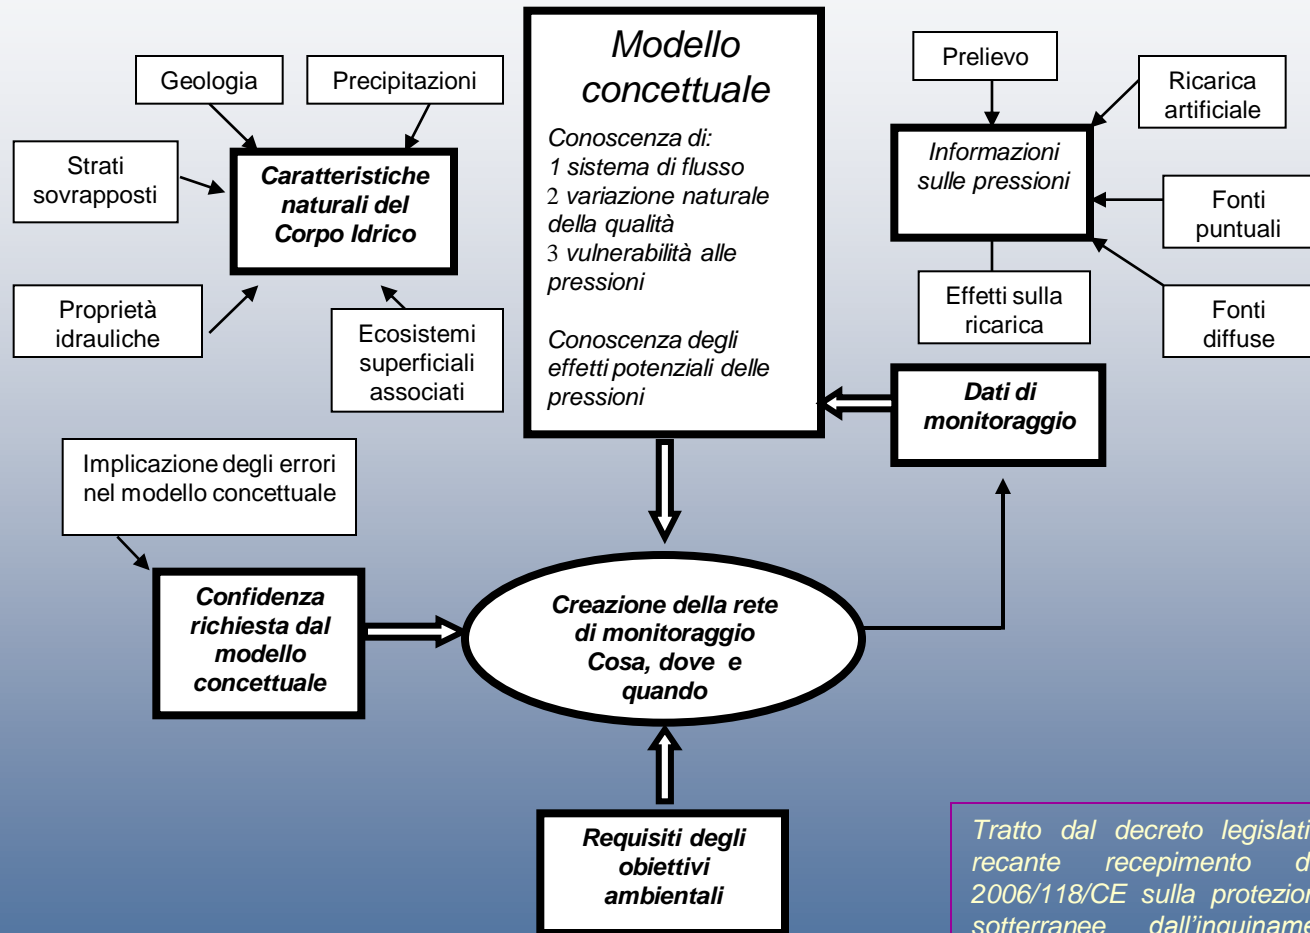 Modello
concettuale
Conoscenza di:
1 sistema di flusso
2 variazione naturale
della qualità
3 vulnerabilità alle
pressioni
Conoscenza degli
effetti potenziali delle
pressioni
Geologia
Precipitazioni
Strati
sovrapposti
Caratteristiche
naturali del
Corpo Idrico
Proprietà
idrauliche
Ecosistemi
superficiali
associati
Prelievo
Ricarica
artificiale
Informazioni
sulle pressioni
Fonti
puntuali
Effetti sulla
ricarica
Fonti
diffuse
Dati di
monitoraggio
Implicazione degli errori
nel modello concettuale
Confidenza
richiesta dal
modello
concettuale
Creazione della rete
di monitoraggio
Cosa, dove e
quando
Requisiti degli
obiettivi
ambientali
Tratto dal decreto
recante recepimento
2006/118/CE sulla
sotterranee